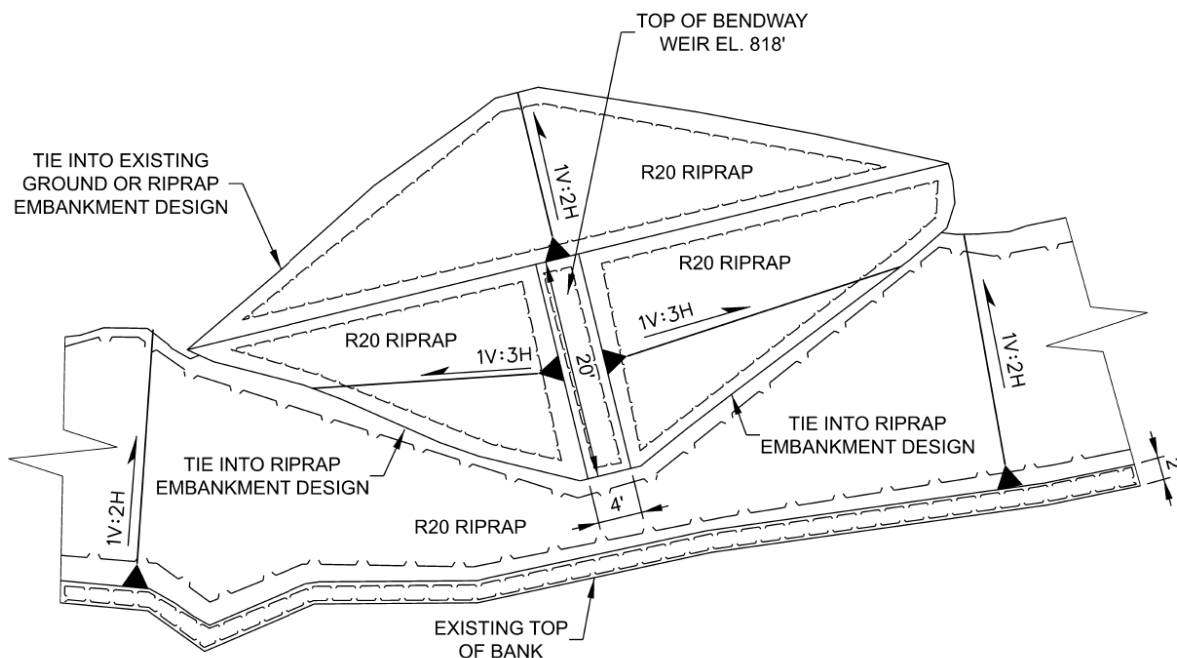 TOP OF BENDWAY
WEIR EL. 818'
TIE INTO EXISTING
GROUND OR RIPRAP
EMBANKMENT DESIGN
1V:2H
R20 RIPRAP
R20 RIPRAP
1V:3H
R20 RIPRAP
1V:3H
20'
1V:2H
TIE INTO RIPRAP
EMBANKMENT DESIGN
TIE INTO RIPRAP
EMBANKMENT DESIGN
2'
4'
R20 RIPRAP
1V:2H
EXISTING TOP
OF BANK